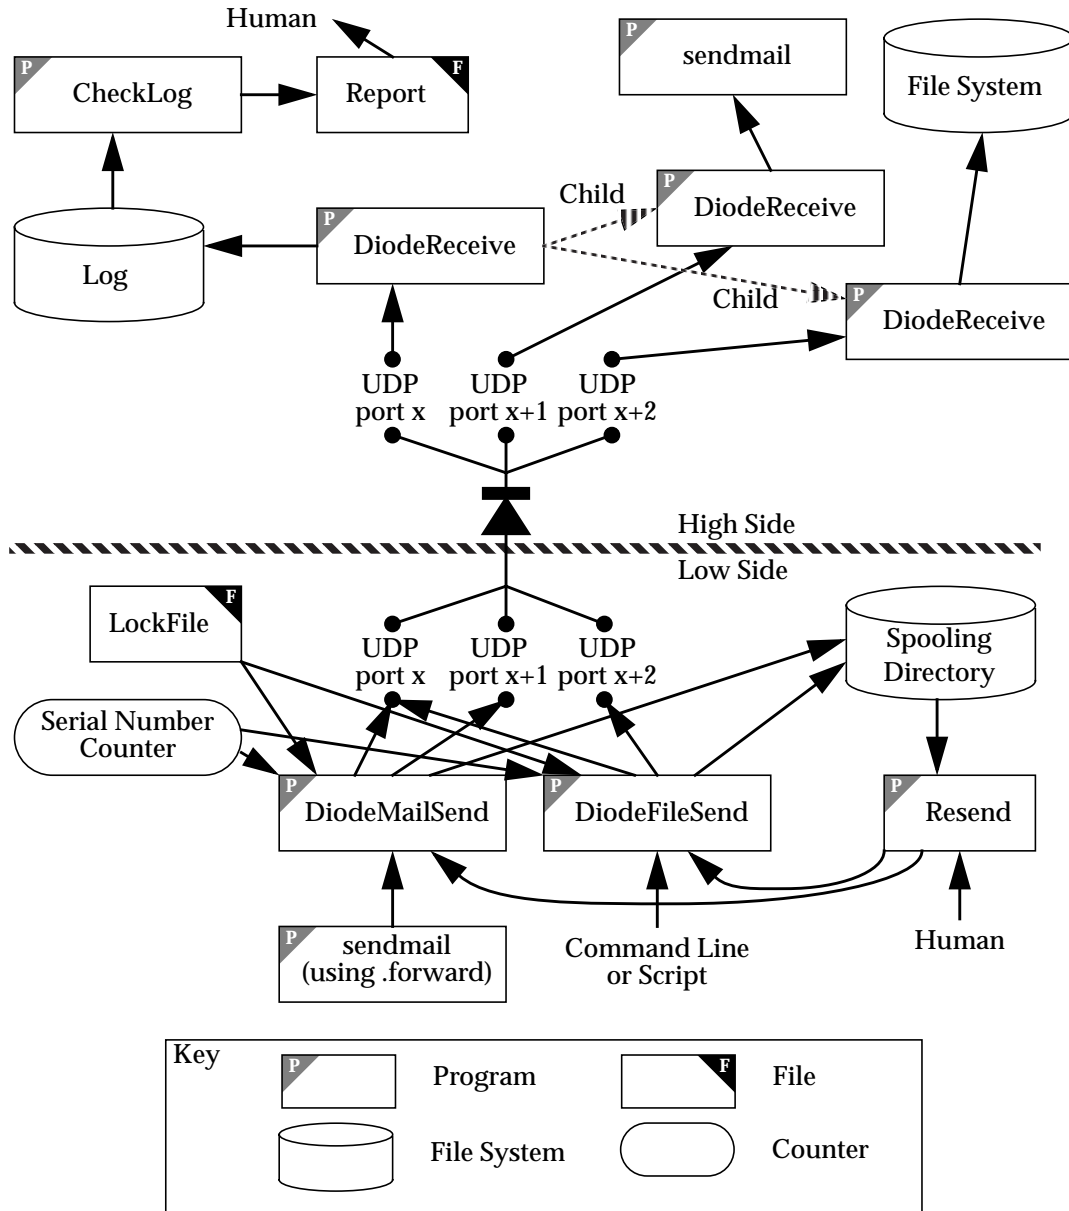 Human
P
sendmail
P
CheckLog
Report
F
File System
P
DiodeReceive
Child
P
DiodeReceive
Log
Child
P
DiodeReceive
UDP
port x
UDP
port x+1
UDP
port x+2
High Side
Low Side
LockFile
F
UDP
port x
UDP
port x+1
UDP
port x+2
Spooling
Directory
Serial Number
Counter
P
DiodeMailSend
P
DiodeFileSend
P
Resend
P
sendmail
(using .forward)
Command Line
or Script
Human
Key
P
Program
F
File
File System
Counter